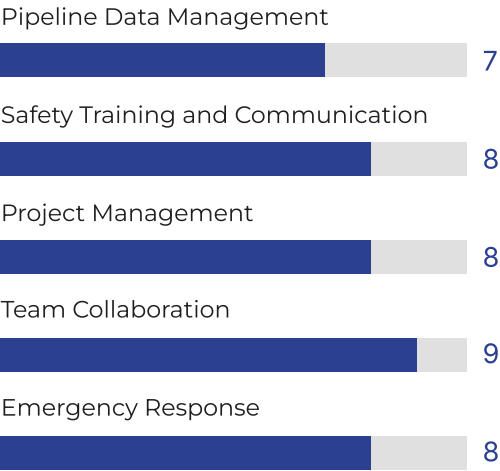 Pipeline Data Management
7
Safety Training and Communication
8
Project Management
8
Team Collaboration
9
Emergency Response
8